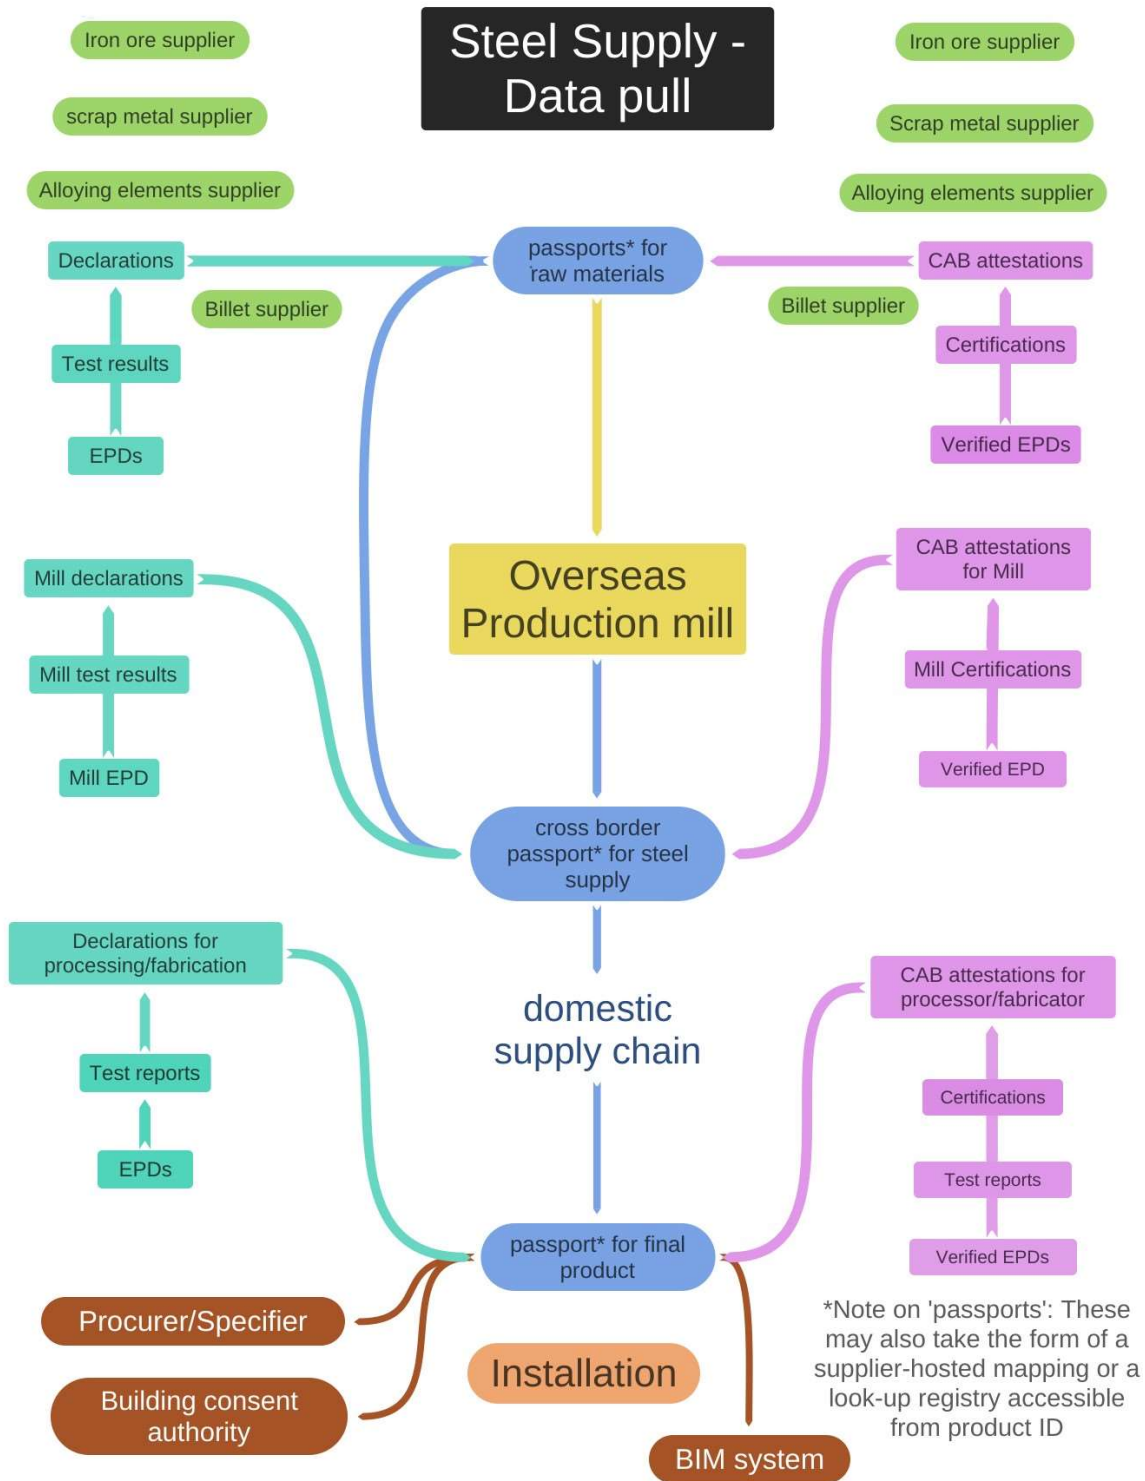 Steel Supply -
Data pull
Iron ore supplier
Iron ore supplier
scrap metal supplier
Scrap metal supplier
Alloying elements supplier
Alloying elements supplier
Declarations
passports* for
raw materials
CAB attestations
Billet supplier
Billet supplier
Test results
Certifications
EPDs
Verified EPDs
Mill declarations
Overseas
Production mill
CAB attestations
for Mill
Mill test results
Mill Certifications
Mill EPD
Verified EPD
cross border
passport* for steel
supply
Declarations for
processing/fabrication
CAB attestations for
processor/fabricator
domestic
supply chain
Test reports
Certifications
EPDs
Test reports
passport* for final
product
Verified EPDs
Procurer/Specifier
Installation
*Note on 'passports': These
may also take the form of a
supplier-hosted mapping or a
look-up registry accessible
from product ID
Building consent
authority
BIM system